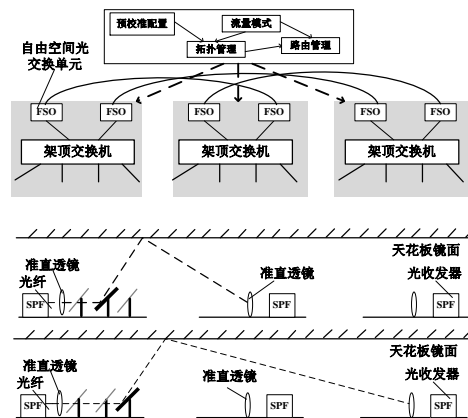 预校准配置
流量模式
拓扑管理
路由管理
自由空间光
交换单元
FSO
FSO
FSO
FSO
FSO
FSO
架顶交换机
架顶交换机
架顶交换机
天花板镜面
准直透镜
光纤
SPF
准直透镜
SPF
光收发器
SPF
天花板镜面
准直透镜
光纤
SPF
准直透镜
SPF
光收发器
SPF